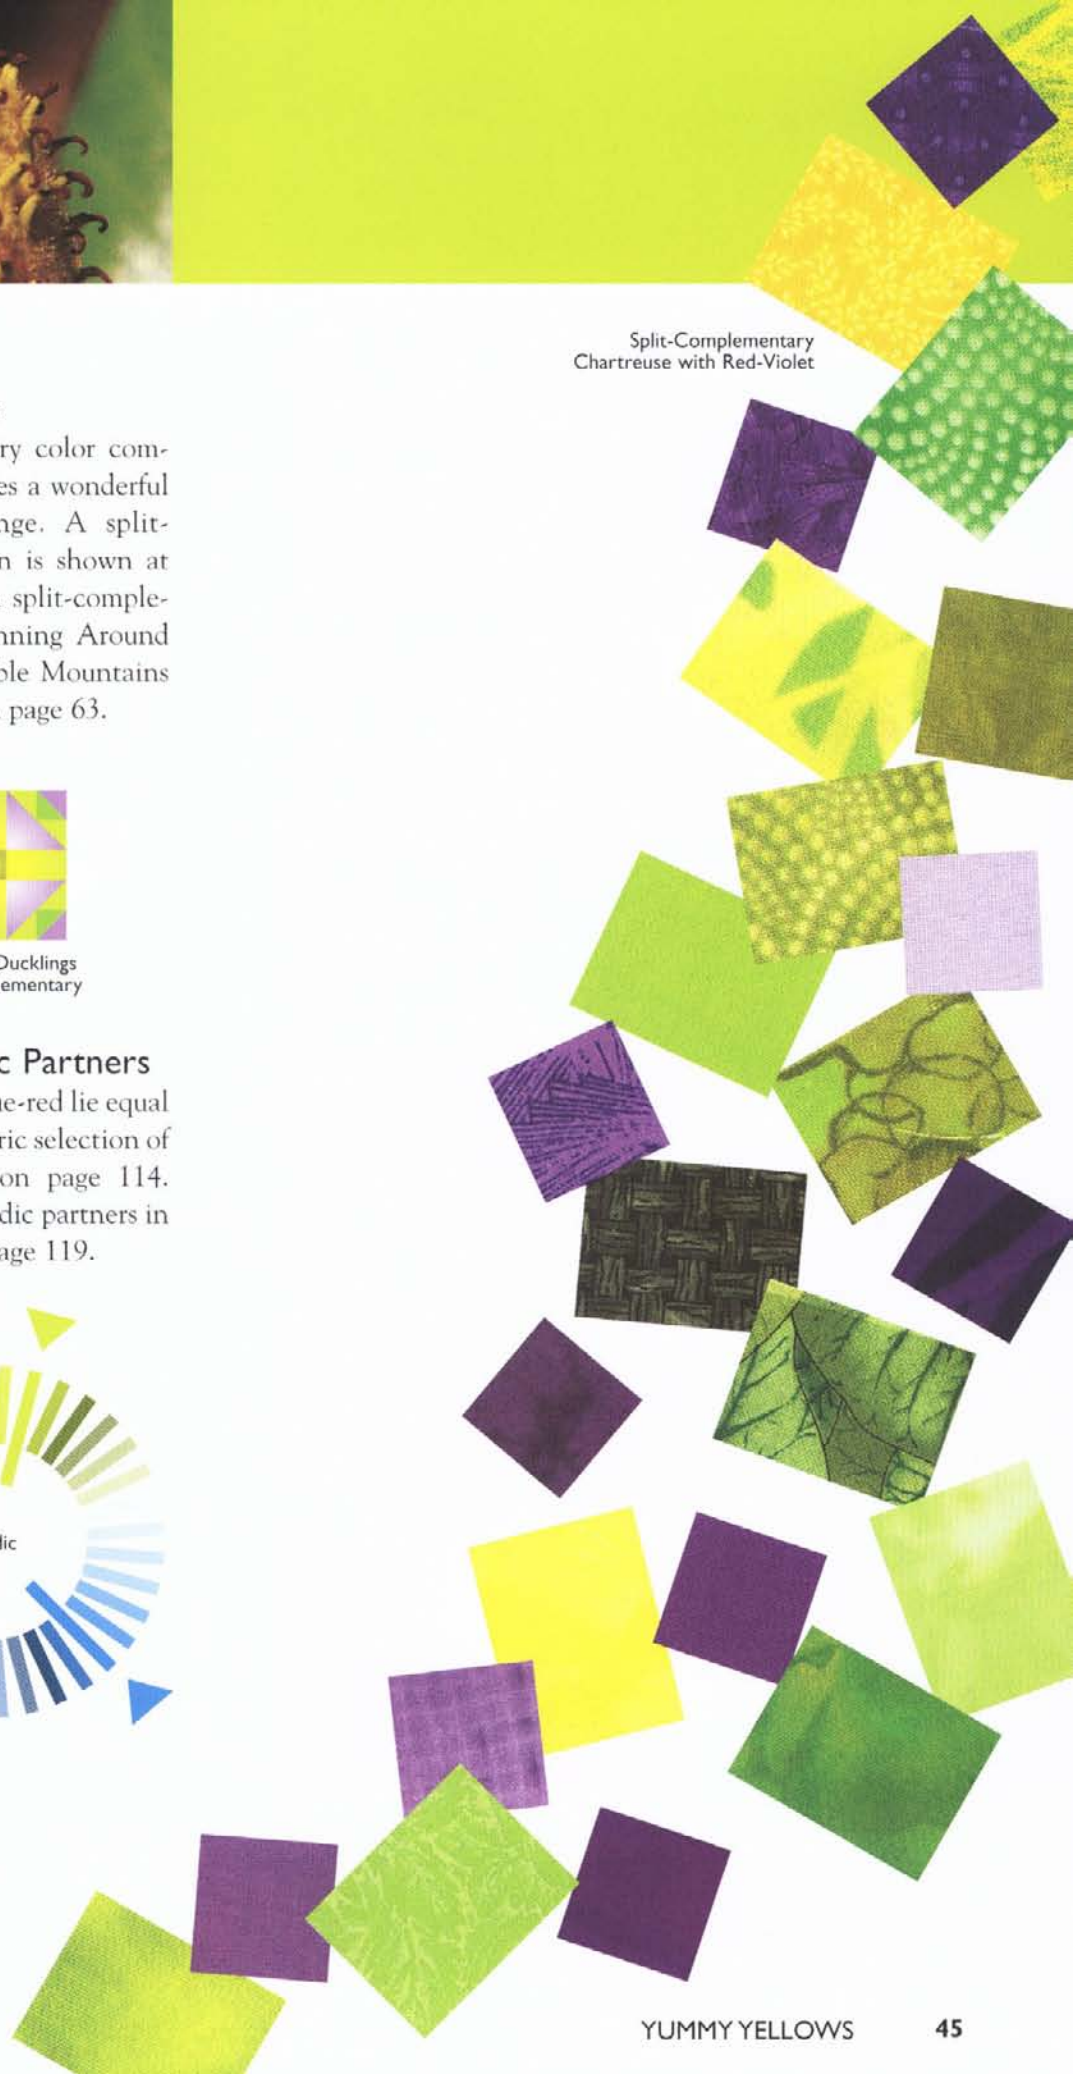 Split-Complementary
Chartreuse with Red-Violet
ry color com-
es a wonderful
nge. A split-
n is shown at
split-comple-
nning Around
ple Mountains
page 63.
Ducklings
ementary
c Partners
ue-red lie equal
ric selection of
on page 114.
dic partners in
age 119.
dic
YUMMY YELLOWS 45